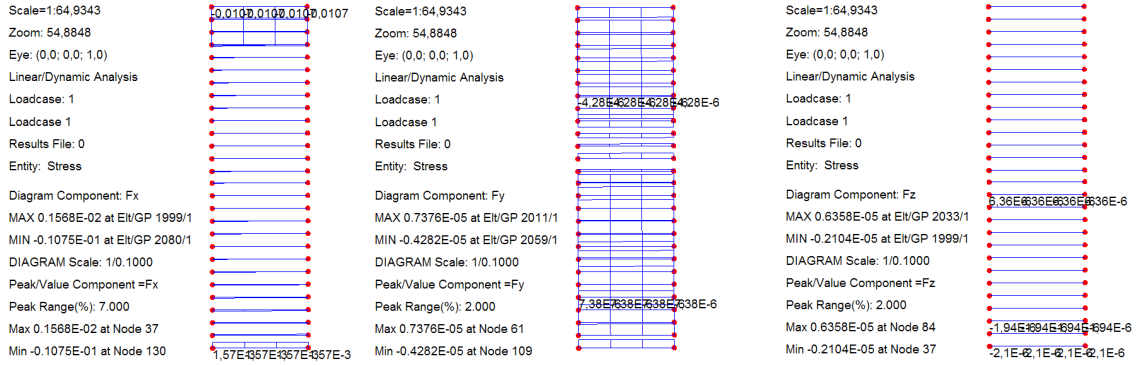 Scale=1:64,9343
Zoom: 54,8848
Eye: (0,0; 0,0; 1,0)
Linear/Dynamic Analysis
Loadcase: 1
Loadcase 1
Results File: 0
Entity: Stress
Diagram Component: Fx
MAX 0.1568E-02 at Elt/GP 1999/1
MIN -0.1075E-01 at Elt/GP 2080/1
DIAGRAM Scale: 1/0.1000
Peak/Value Component =Fx
Peak Range(%): 7.000
Max 0.1568E-02 at Node 37
Min -0.1075E-01 at Node 130
-0,0107
Scale=1:64,9343
Zoom: 54,8848
Eye: (0,0; 0,0; 1,0)
Linear/Dynamic Analysis
Loadcase: 1
Loadcase 1
Results File: 0
Entity: Stress
Diagram Component: Fy
MAX 0.7376E-05 at Elt/GP 2011/1
MIN -0.4282E-05 at Elt/GP 2059/1
DIAGRAM Scale: 1/0.1000
Peak/Value Component =Fy
Peak Range(%): 2.000
Max 0.7376E-05 at Node 61
Min -0.4282E-05 at Node 109
Scale=1:64,9343
Zoom: 54,8848
Eye: (0,0; 0,0; 1,0)
Linear/Dynamic Analysis
Loadcase: 1
Loadcase 1
Results File: 0
Entity: Stress
Diagram Component: Fz
MAX 0.6358E-05 at Elt/GP 2033/1
MIN -0.2104E-05 at Elt/GP 1999/1
DIAGRAM Scale: 1/0.1000
Peak/Value Component =Fz
Peak Range(%): 2.000
Max 0.6358E-05 at Node 84
Min -0.2104E-05 at Node 37